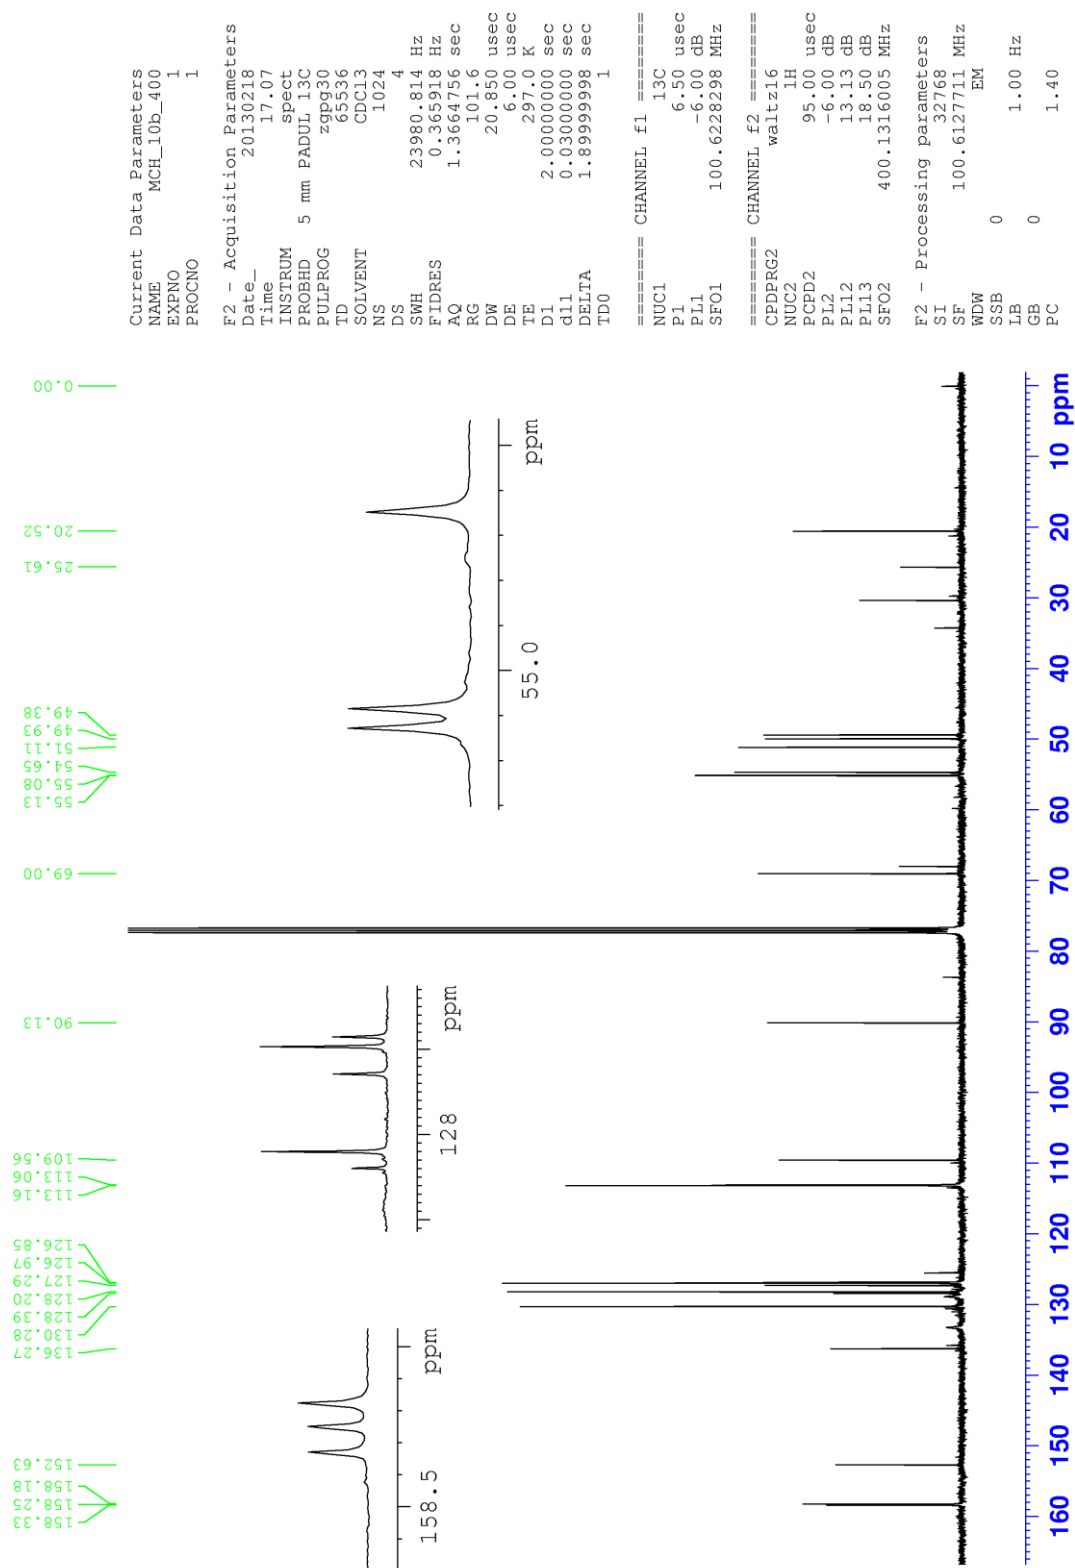 Current Data Parameters
NAME MCH_10b_400
EXPNO 1
PROCNO 1
F2 - Acquisition Parameters
Date_ 20130218
Time 17.07
INSTRUM spect
PROBHD 5 mm PADUL 13C
PULPROG zgpg30
TD 65536
SOLVENT CDCl3
NS 1024
DS 4
SWH 23980.814 Hz
FIDRES 0.365918 Hz
AQ 1.3664756 sec
RG 101.6
DW 20.850 usec
DE 6.00 usec
TE 297.0 K
D1 2.00000000 sec
d11 0.03000000 sec
DELTA 1.89999998 sec
TD0 1
======== CHANNEL f1 ========
NUC1 13C
P1 6.50 usec
PL1 -6.00 dB
SFO1 100.6228298 MHz
======== CHANNEL f2 ========
CPDPRG2 waltz16
NUC2 1H
PCPD2 95.00 usec
PL2 -6.00 dB
PL12 13.13 dB
PL13 18.50 dB
SFO2 400.1316005 MHz
F2 - Processing parameters
SI 32768
SF 100.6127711 MHz
WDW EM
SSB 0
LB 1.00 Hz
GB 0
PC 1.40
158.33
158.25
158.18
152.63
136.27
130.28
128.39
128.20
127.29
126.97
126.85
113.16
113.06
109.56
90.13
69.00
55.13
55.08
54.65
51.11
49.93
49.38
25.61
20.52
0.00
158.5 ppm
128 ppm
55.0 ppm
160 150 140 130 120 110 100 90 80 70 60 50 40 30 20 10 ppm